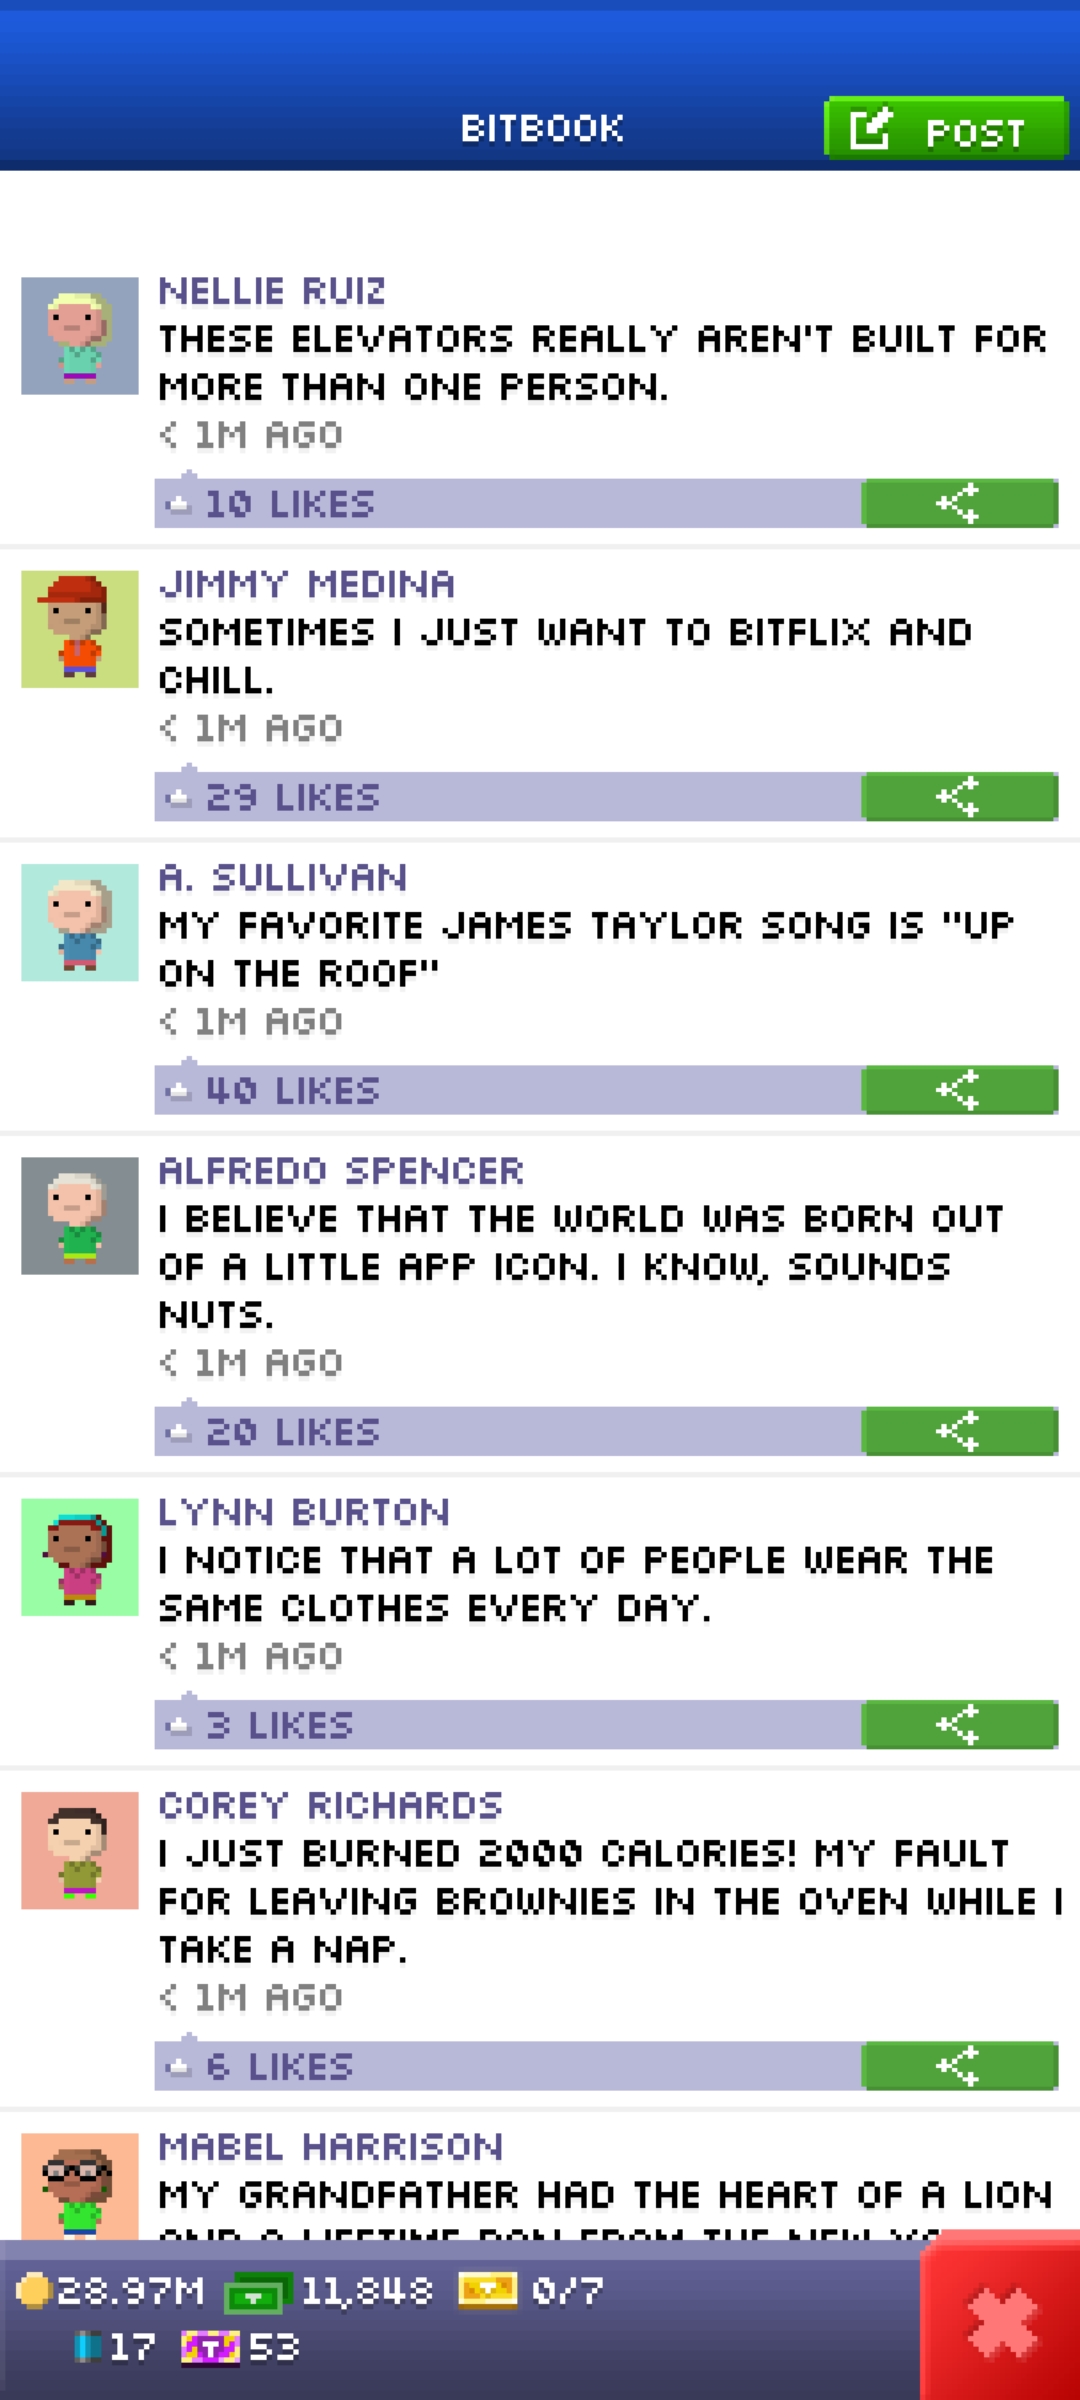 BITBOOK
POST
NELLIE RUIZ
THESE ELEVATORS REALLY AREN'T BUILT FOR
MORE THAN ONE PERSON.
< 1M AGO
10 LIKES
JIMMY MEDINA
SOMETIMES I JUST WANT TO BITFLIX AND
CHILL.
< 1M AGO
29 LIKES
A. SULLIVAN
MY FAVORITE JAMES TAYLOR SONG IS "UP
ON THE ROOF"
< 1M AGO
40 LIKES
ALFREDO SPENCER
I BELIEVE THAT THE WORLD WAS BORN OUT
OF A LITTLE APP ICON. I KNOW, SOUNDS
NUTS.
< 1M AGO
20 LIKES
LYNN BURTON
I NOTICE THAT A LOT OF PEOPLE WEAR THE
SAME CLOTHES EVERY DAY.
< 1M AGO
3 LIKES
COREY RICHARDS
I JUST BURNED 2000 CALORIES! MY FAULT
FOR LEAVING BROWNIES IN THE OVEN WHILE I
TAKE A NAP.
< 1M AGO
6 LIKES
MABEL HARRISON
MY GRANDFATHER HAD THE HEART OF A LION
AND A LIFETIME BAN FROM THE NEW
28.97M 11,848 0/7
17 T 53